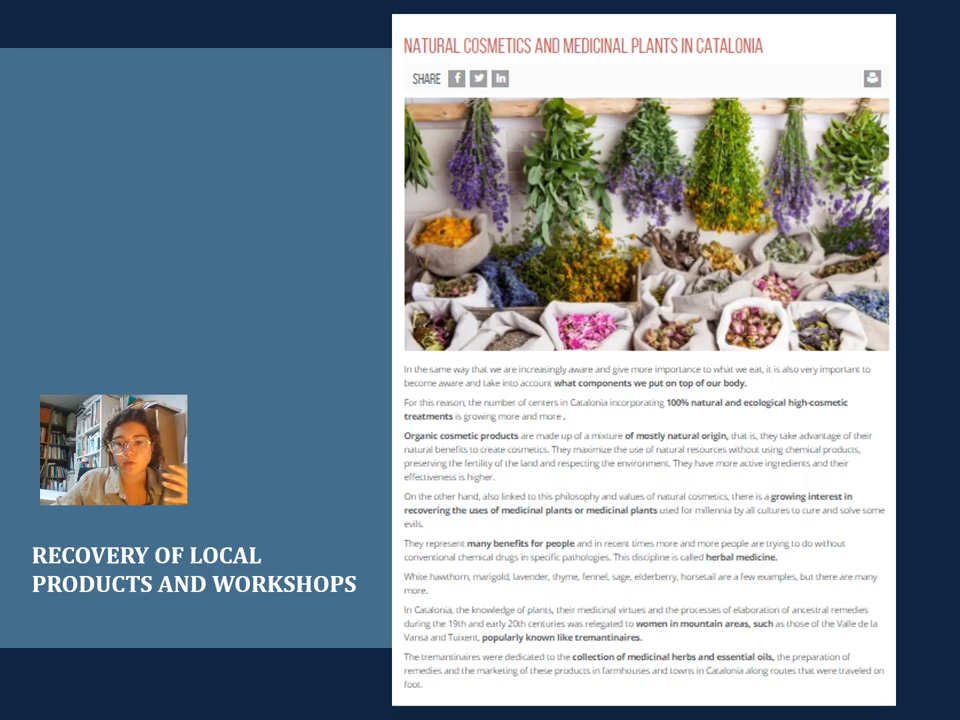 NATURAL COSMETICS AND MEDICINAL PLANTS IN CATALONIA
SHARE
In the same way that we are increasingly aware and give more importance to what we eat, it is also very important to
become aware and take into account what components we put on top of our body.
For this reason, the number of centers in Catalonia incorporating 100% natural and ecological high-cosmetic
treatments is growing more and more .
Organic cosmetic products are made up of a mixture of mostly natural origin, that is, they take advantage of their
natural benefits to create cosmetics. They maximize the use of natural resources without using chemical products,
preserving the fertility of the land and respecting the environment. They have more active ingredients and their
effectiveness is higher.
On the other hand, also linked to this philosophy and values of natural cosmetics, there is a growing interest in
recovering the uses of medicinal plants or medicinal plants used for millennia by all cultures to cure and solve some
evils.
They represent many benefits for people and in recent times more and more people are trying to do without
conventional chemical drugs in specific pathologies. This discipline is called herbal medicine.
White hawthorn, marigold, lavender, thyme, fennel, sage, elderberry, horsetail are a few examples, but there are many
more.
In Catalonia, the knowledge of plants, their medicinal virtues and the processes of elaboration of ancestral remedies
during the 19th and early 20th centuries was relegated to women in mountain areas, such as those of the Valle de la
Vansa and Tuixent, popularly known like trementinaires.
The tremantinaires were dedicated to the collection of medicinal herbs and essential oils, the preparation of
remedies and the marketing of these products in farmhouses and towns in Catalonia along routes that were traveled on
foot.
RECOVERY OF LOCAL
PRODUCTS AND WORKSHOPS